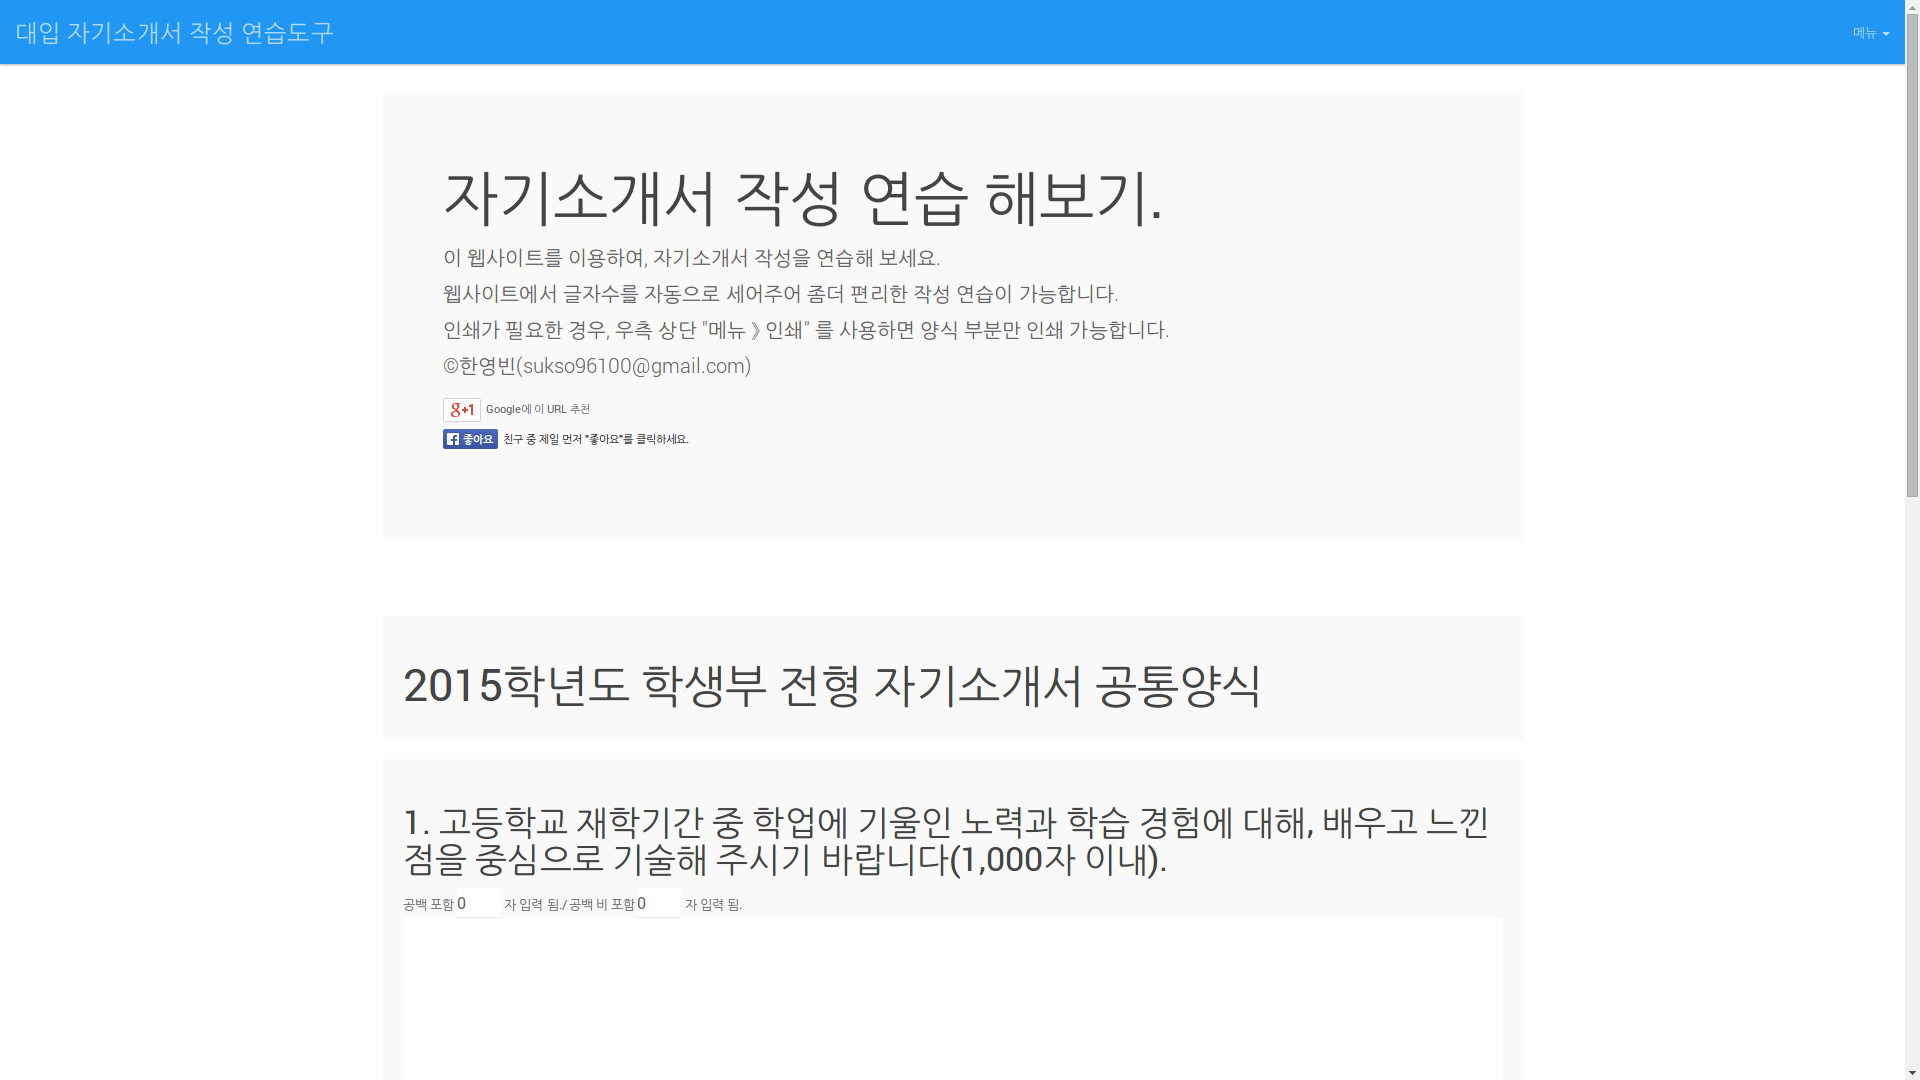 대입 자기소개서 작성 연습도구
메뉴
자기소개서 작성 연습 해보기.
이 웹사이트를 이용하여, 자기소개서 작성을 연습해 보세요.
웹사이트에서 글자수를 자동으로 세어주어 좀더 편리한 작성 연습이 가능합니다.
인쇄가 필요한 경우, 우측 상단 "메뉴 》 인쇄" 를 사용하면 양식 부분만 인쇄 가능합니다.
©한영빈(sukso96100@gmail.com)
g+1 Google에 이 URL 추천
좋아요 친구 중 제일 먼저 "좋아요"를 클릭하세요.
2015학년도 학생부 전형 자기소개서 공통양식
1. 고등학교 재학기간 중 학업에 기울인 노력과 학습 경험에 대해, 배우고 느낀
점을 중심으로 기술해 주시기 바랍니다(1,000자 이내).
공백 포함 0 자 입력 됨./ 공백 비 포함 0 자 입력 됨.